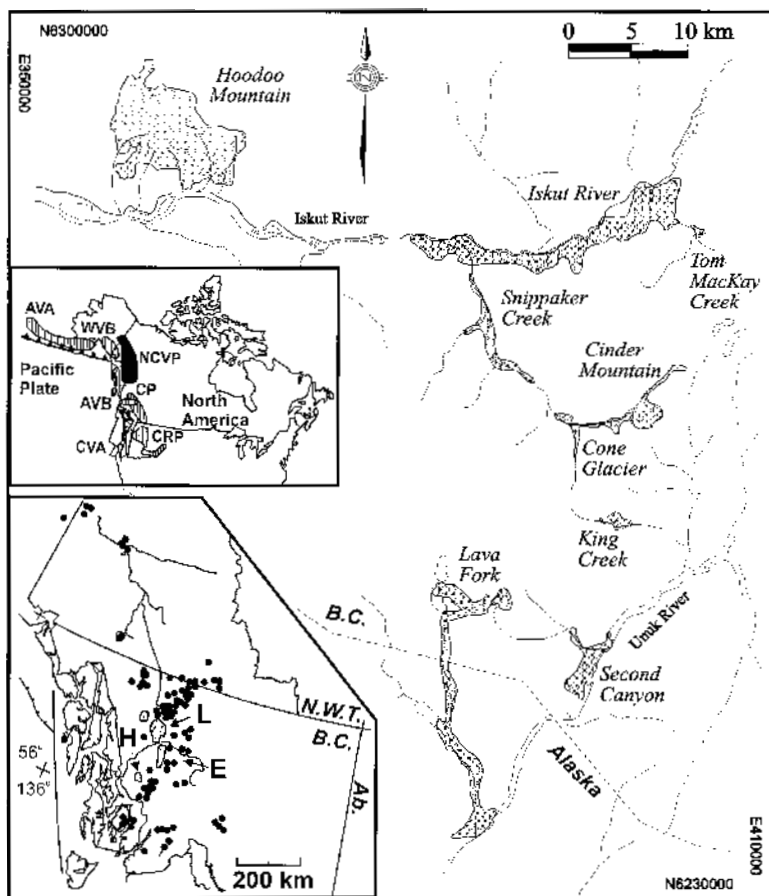 N6300000
E350000
0 5 10 km
N
Hoodoo
Mountain
Iskut River
Iskut River
Tom
MacKay
Creek
Snippaker
Creek
Cinder
Mountain
Cone
Glacier
King
Creek
Lava
Fork
B.C.
Unuk River
Second
Canyon
Alaska
E410000
N6230000
AVA
WVB
NCVP
Pacific
Plate
CP
AVB
North
America
CVA
CRP
N.W.T.
B.C.
L
H
E
56°
136°
Ab.
200 km